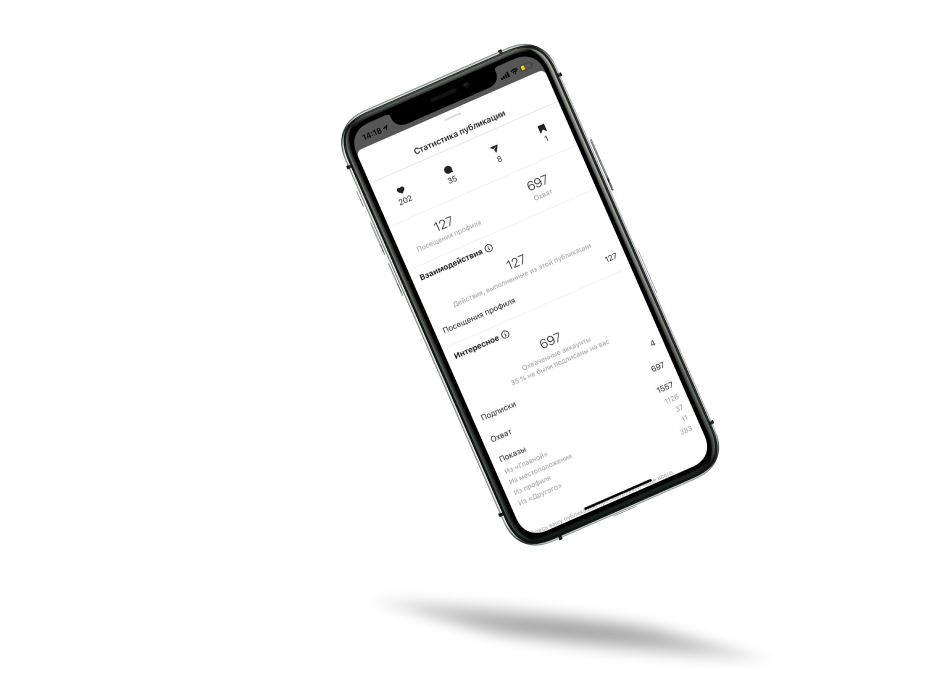 14:18
Статистика публикации
202 35 8 1
127 697
Посещения профиля Охват
Взаимодействия
127
Действия, выполненные из этой публикации
Посещения профиля 127
Интересное
697
Охваченные аккаунты
35 % не были подписаны на вас
Подписки 4
Охват 697
Показы 1557
Из «Главной» 1126
Из местоположения 37
Из профиля 11
Из «Другого» 383